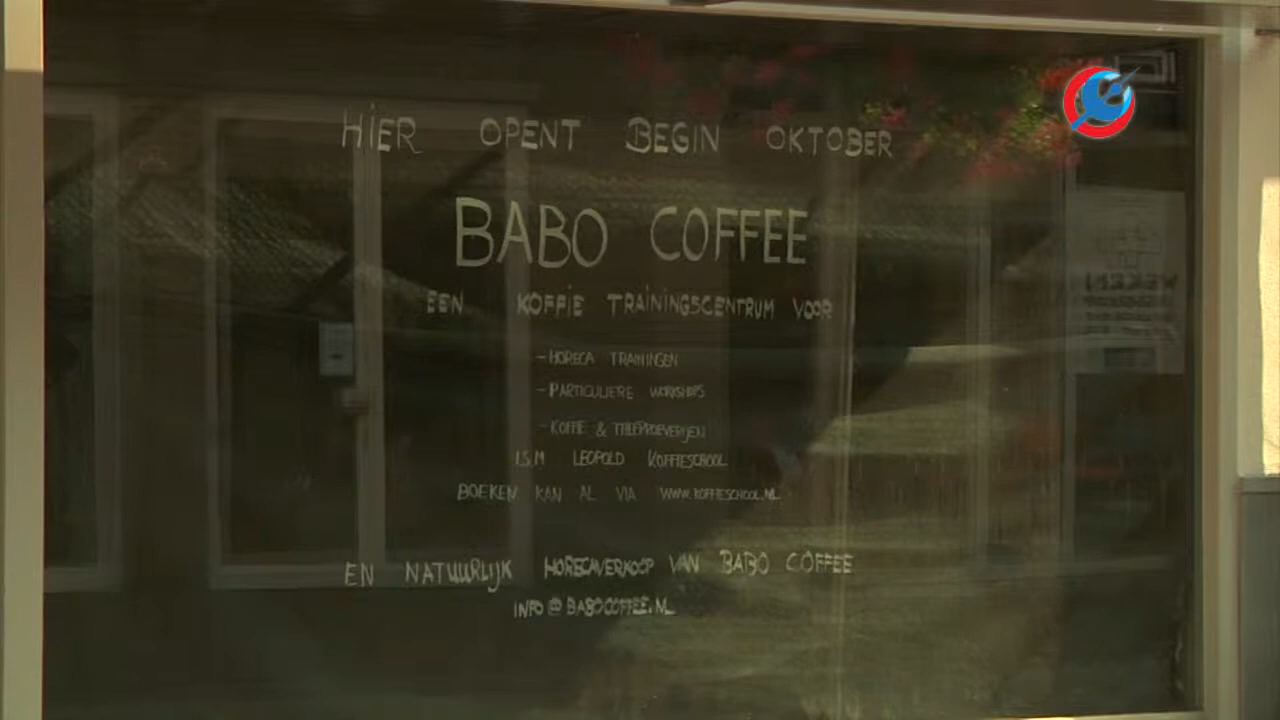 HIER OPENT BEGIN OKTOBER
BABO COFFEE
EEN KOFFIE TRAININGSCENTRUM VOOR
- HORECA TRAININGEN
- PARTICULIERE WORKSHOPS
- KOFFIE & THEEPROEVERIJEN
I.S.M LEOPOLD KOFFIESCHOOL
BOEKEN KAN AL VIA WWW.KOFFIESCHOOL.NL
EN NATUURLIJK HORECAVERKOOP VAN BABO COFFEE
INFO@BABOCOFFEE.NL